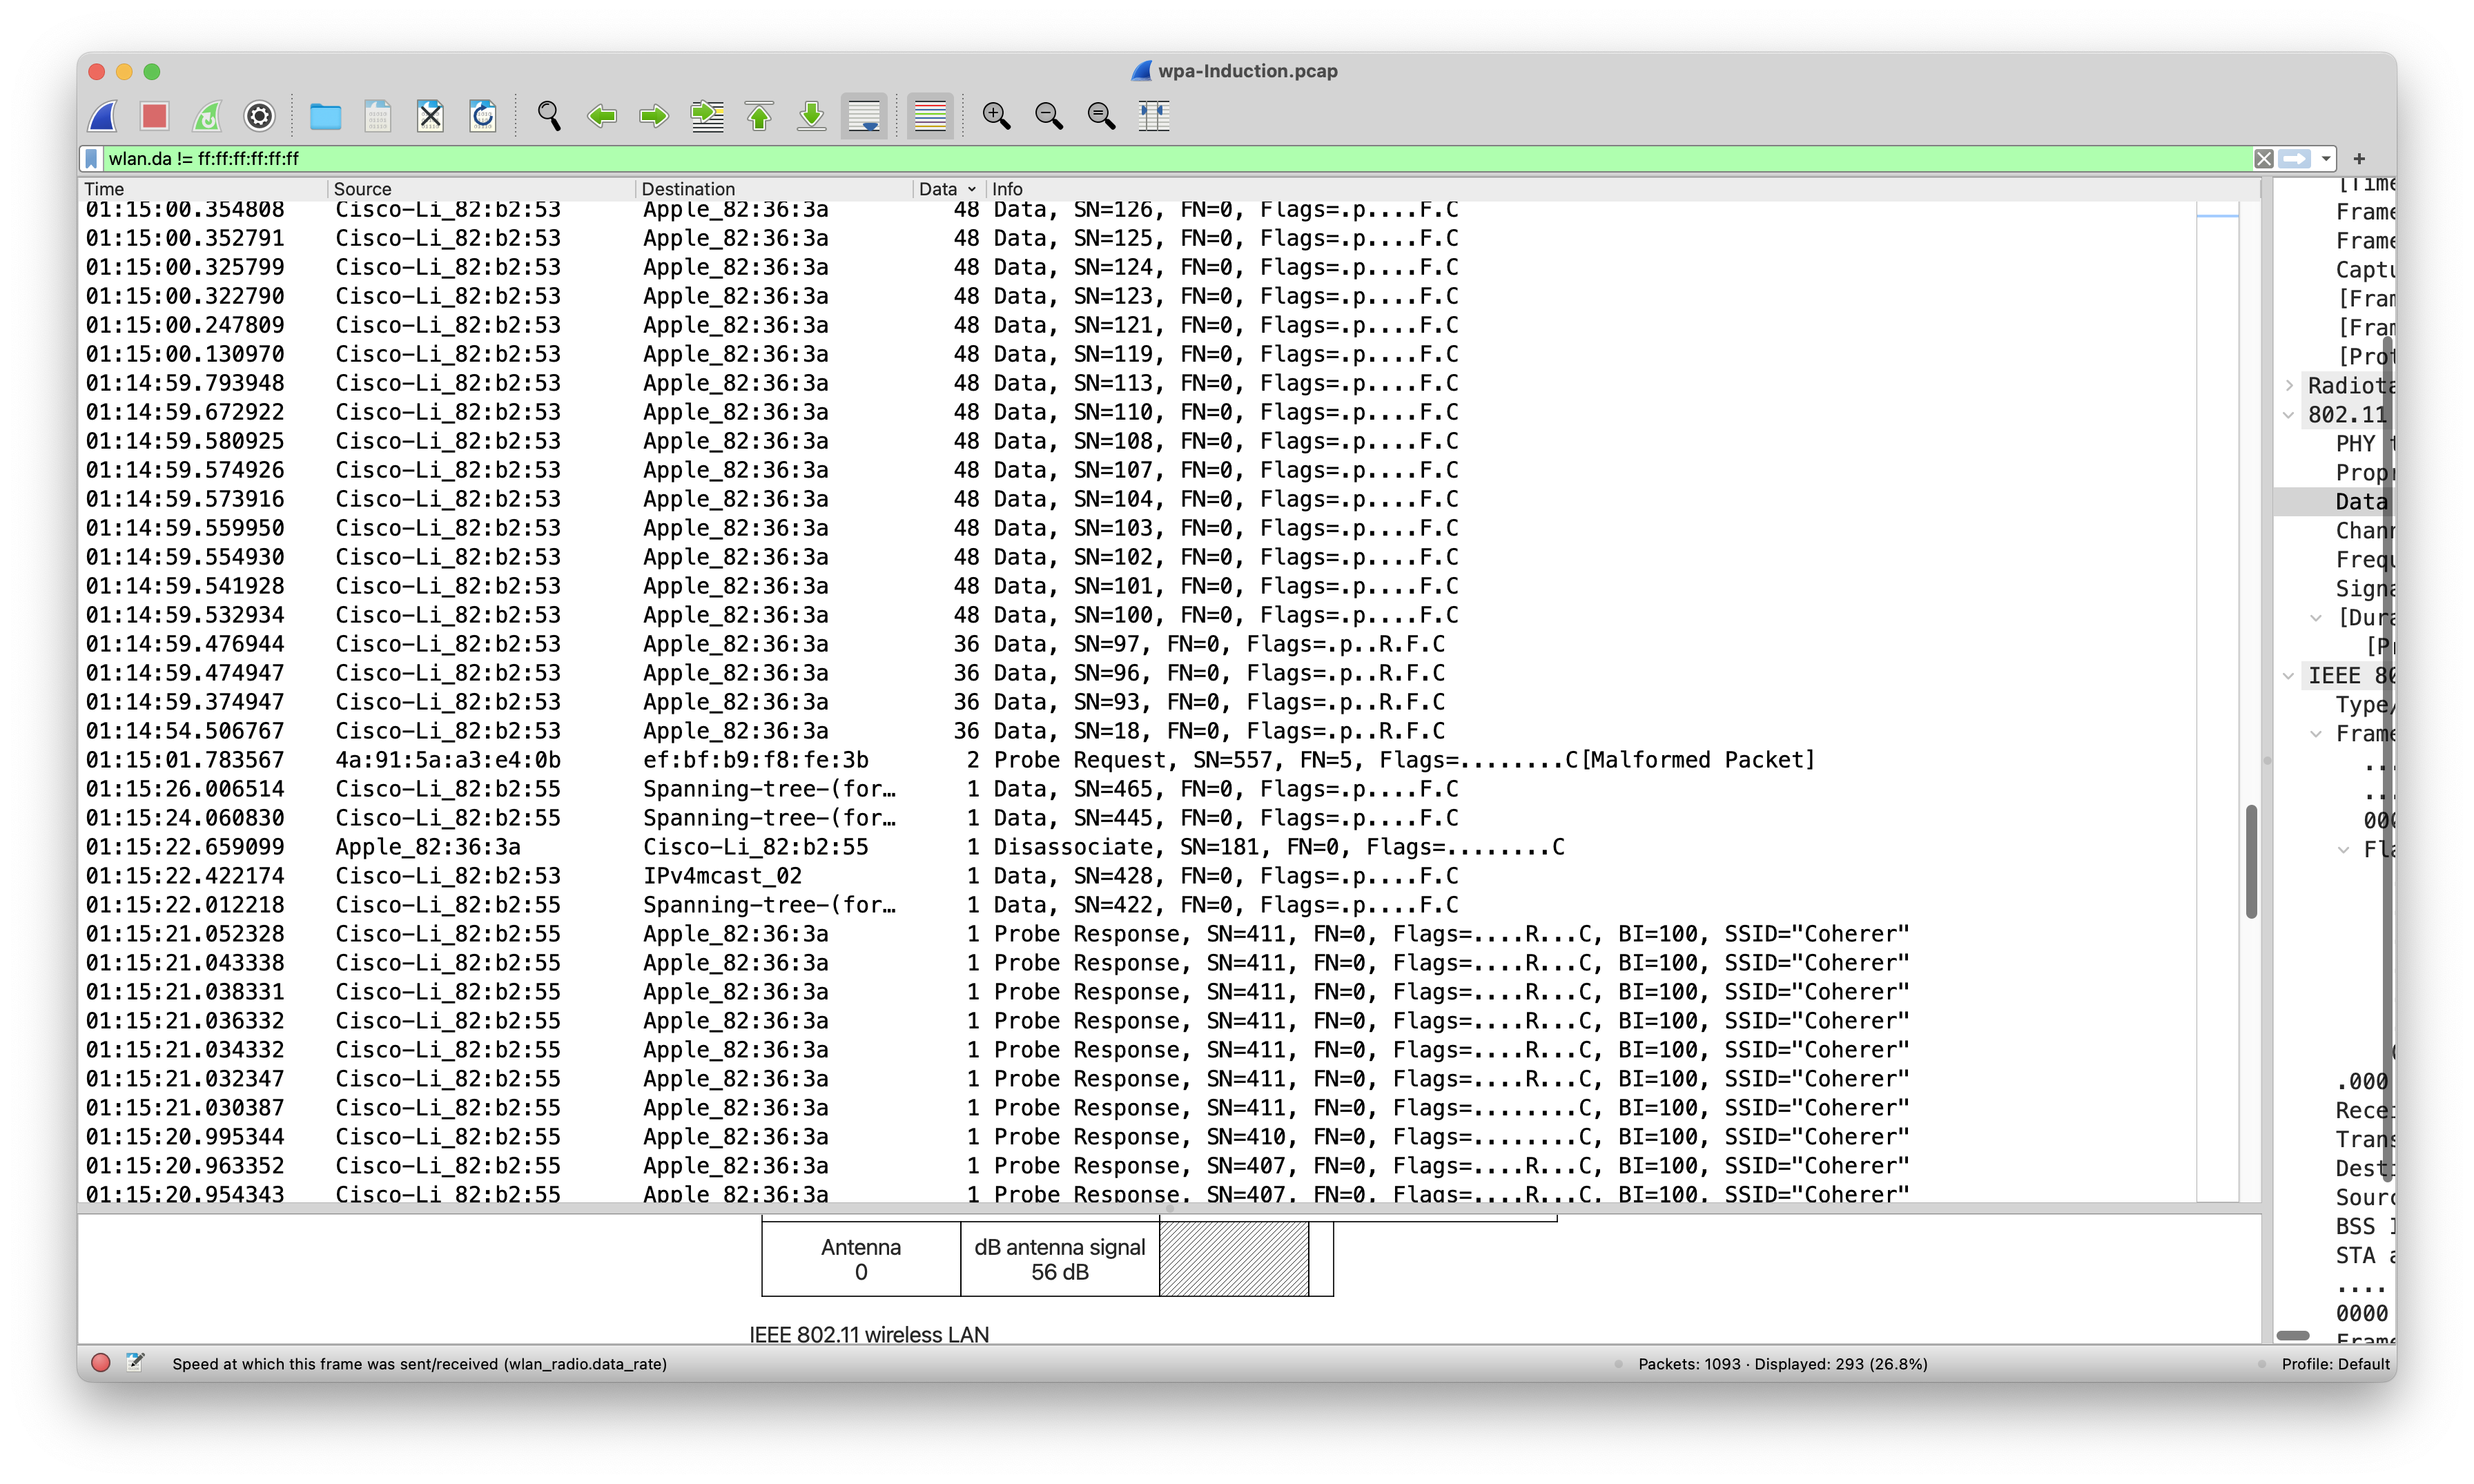 wpa-Induction.pcap
wlan.da != ff:ff:ff:ff:ff:ff
Time Source Destination Data Info
01:15:00.354808 Cisco-Li_82:b2:53 Apple_82:36:3a 48 Data, SN=126, FN=0, Flags=.p....F.C
01:15:00.352791 Cisco-Li_82:b2:53 Apple_82:36:3a 48 Data, SN=125, FN=0, Flags=.p....F.C
01:15:00.325799 Cisco-Li_82:b2:53 Apple_82:36:3a 48 Data, SN=124, FN=0, Flags=.p....F.C
01:15:00.322790 Cisco-Li_82:b2:53 Apple_82:36:3a 48 Data, SN=123, FN=0, Flags=.p....F.C
01:15:00.247809 Cisco-Li_82:b2:53 Apple_82:36:3a 48 Data, SN=121, FN=0, Flags=.p....F.C
01:15:00.130970 Cisco-Li_82:b2:53 Apple_82:36:3a 48 Data, SN=119, FN=0, Flags=.p....F.C
01:14:59.793948 Cisco-Li_82:b2:53 Apple_82:36:3a 48 Data, SN=113, FN=0, Flags=.p....F.C
01:14:59.672922 Cisco-Li_82:b2:53 Apple_82:36:3a 48 Data, SN=110, FN=0, Flags=.p....F.C
01:14:59.580925 Cisco-Li_82:b2:53 Apple_82:36:3a 48 Data, SN=108, FN=0, Flags=.p....F.C
01:14:59.574926 Cisco-Li_82:b2:53 Apple_82:36:3a 48 Data, SN=107, FN=0, Flags=.p....F.C
01:14:59.573916 Cisco-Li_82:b2:53 Apple_82:36:3a 48 Data, SN=104, FN=0, Flags=.p....F.C
01:14:59.559950 Cisco-Li_82:b2:53 Apple_82:36:3a 48 Data, SN=103, FN=0, Flags=.p....F.C
01:14:59.554930 Cisco-Li_82:b2:53 Apple_82:36:3a 48 Data, SN=102, FN=0, Flags=.p....F.C
01:14:59.541928 Cisco-Li_82:b2:53 Apple_82:36:3a 48 Data, SN=101, FN=0, Flags=.p....F.C
01:14:59.532934 Cisco-Li_82:b2:53 Apple_82:36:3a 48 Data, SN=100, FN=0, Flags=.p....F.C
01:14:59.476944 Cisco-Li_82:b2:53 Apple_82:36:3a 36 Data, SN=97, FN=0, Flags=.p..R.F.C
01:14:59.474947 Cisco-Li_82:b2:53 Apple_82:36:3a 36 Data, SN=96, FN=0, Flags=.p..R.F.C
01:14:59.374947 Cisco-Li_82:b2:53 Apple_82:36:3a 36 Data, SN=93, FN=0, Flags=.p..R.F.C
01:14:54.506767 Cisco-Li_82:b2:53 Apple_82:36:3a 36 Data, SN=18, FN=0, Flags=.p..R.F.C
01:15:01.783567 4a:91:5a:a3:e4:0b ef:bf:b9:f8:fe:3b 2 Probe Request, SN=557, FN=5, Flags=........C[Malformed Packet]
01:15:26.006514 Cisco-Li_82:b2:55 Spanning-tree-(for… 1 Data, SN=465, FN=0, Flags=.p....F.C
01:15:24.060830 Cisco-Li_82:b2:55 Spanning-tree-(for… 1 Data, SN=445, FN=0, Flags=.p....F.C
01:15:22.659099 Apple_82:36:3a Cisco-Li_82:b2:55 1 Disassociate, SN=181, FN=0, Flags=........C
01:15:22.422174 Cisco-Li_82:b2:53 IPv4mcast_02 1 Data, SN=428, FN=0, Flags=.p....F.C
01:15:22.012218 Cisco-Li_82:b2:55 Spanning-tree-(for… 1 Data, SN=422, FN=0, Flags=.p....F.C
01:15:21.052328 Cisco-Li_82:b2:55 Apple_82:36:3a 1 Probe Response, SN=411, FN=0, Flags=....R...C, BI=100, SSID="Coherer"
01:15:21.043338 Cisco-Li_82:b2:55 Apple_82:36:3a 1 Probe Response, SN=411, FN=0, Flags=....R...C, BI=100, SSID="Coherer"
01:15:21.038331 Cisco-Li_82:b2:55 Apple_82:36:3a 1 Probe Response, SN=411, FN=0, Flags=....R...C, BI=100, SSID="Coherer"
01:15:21.036332 Cisco-Li_82:b2:55 Apple_82:36:3a 1 Probe Response, SN=411, FN=0, Flags=....R...C, BI=100, SSID="Coherer"
01:15:21.034332 Cisco-Li_82:b2:55 Apple_82:36:3a 1 Probe Response, SN=411, FN=0, Flags=....R...C, BI=100, SSID="Coherer"
01:15:21.032347 Cisco-Li_82:b2:55 Apple_82:36:3a 1 Probe Response, SN=411, FN=0, Flags=....R...C, BI=100, SSID="Coherer"
01:15:21.030387 Cisco-Li_82:b2:55 Apple_82:36:3a 1 Probe Response, SN=411, FN=0, Flags=........C, BI=100, SSID="Coherer"
01:15:20.995344 Cisco-Li_82:b2:55 Apple_82:36:3a 1 Probe Response, SN=410, FN=0, Flags=........C, BI=100, SSID="Coherer"
01:15:20.963352 Cisco-Li_82:b2:55 Apple_82:36:3a 1 Probe Response, SN=407, FN=0, Flags=....R...C, BI=100, SSID="Coherer"
01:15:20.954343 Cisco-Li_82:b2:55 Apple_82:36:3a 1 Probe Response, SN=407, FN=0, Flags=....R...C, BI=100, SSID="Coherer"
[Time
Frame
Frame
Captu
[Fram
[Fram
[Prot
Radiota
802.11
PHY t
Prop
Data
Chann
Frequ
Signa
[Dura
[Pr
IEEE 80
Type/
Frame
...
...
000
Fla
.000
Recei
Trans
Desti
Sourc
BSS I
STA a
....
0000
Frame
Antenna
0
dB antenna signal
56 dB
IEEE 802.11 wireless LAN
Speed at which this frame was sent/received (wlan_radio.data_rate)
Packets: 1093 · Displayed: 293 (26.8%)
Profile: Default